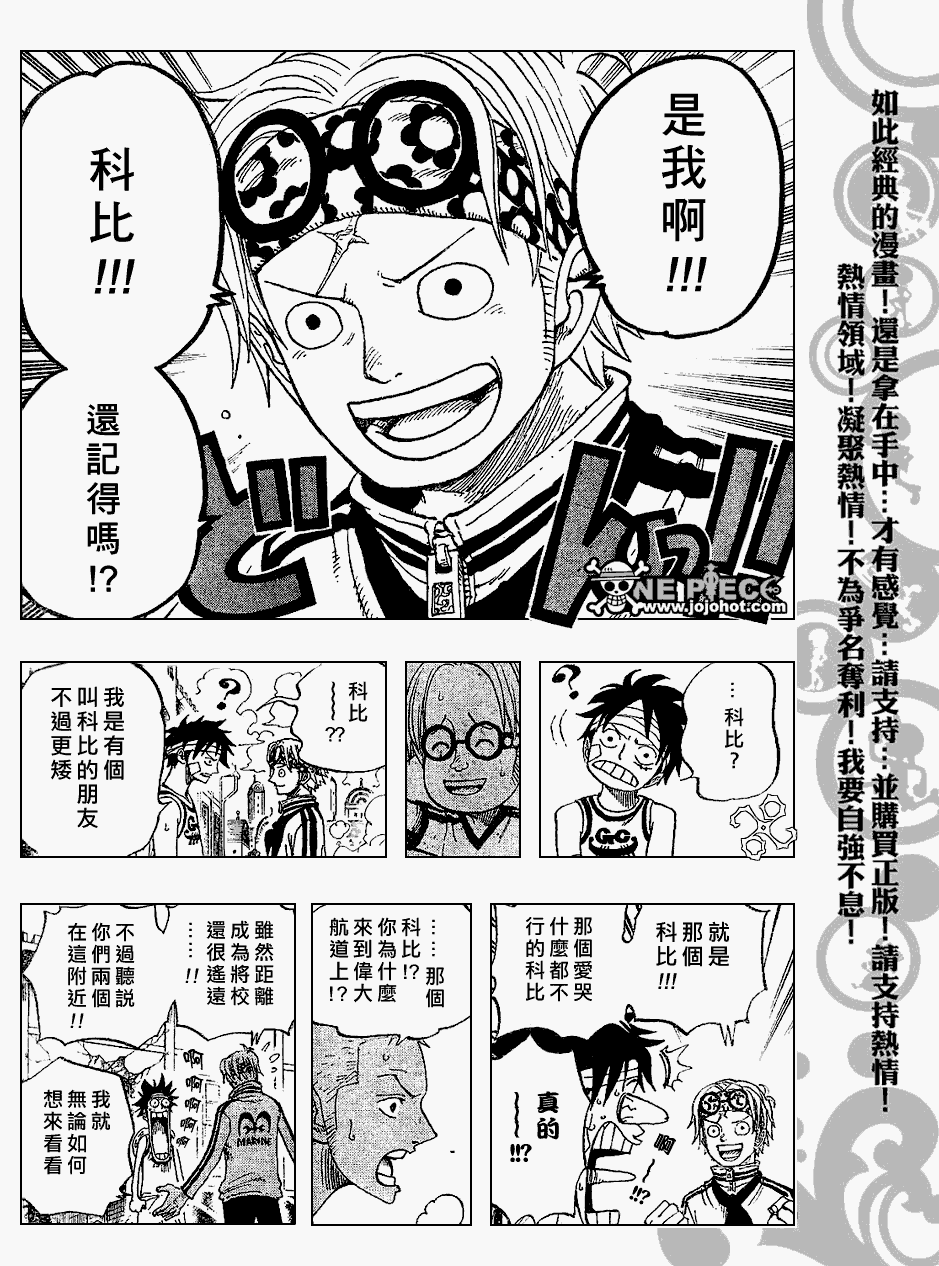 是我啊!!!
科比!!!
還記得嗎!?
どんっ!!
ONE PIECE
www.jojohot.com
…科比?
?
GC
科比~~??
?
我是有個
叫科比的朋友
不過更矮
就是
那個
科比!!!
那個愛哭
什麼都不
行的科比
真的~~!!?
啊~~!!?
……那個
科比!?
你為什麼
來到偉大
航道上!?
雖然距離
成為將校
還很遙遠
……!!
不過聽說
你們兩個
在這附近!!
啊啊啊啊
MARINE
我就
無論如何
想來看看
如此經典的漫畫!還是拿在手中…才有感覺…請支持…並購買正版!請支持熱情!
熱情領域!凝聚熱情!不為爭名奪利!我要自強不息!